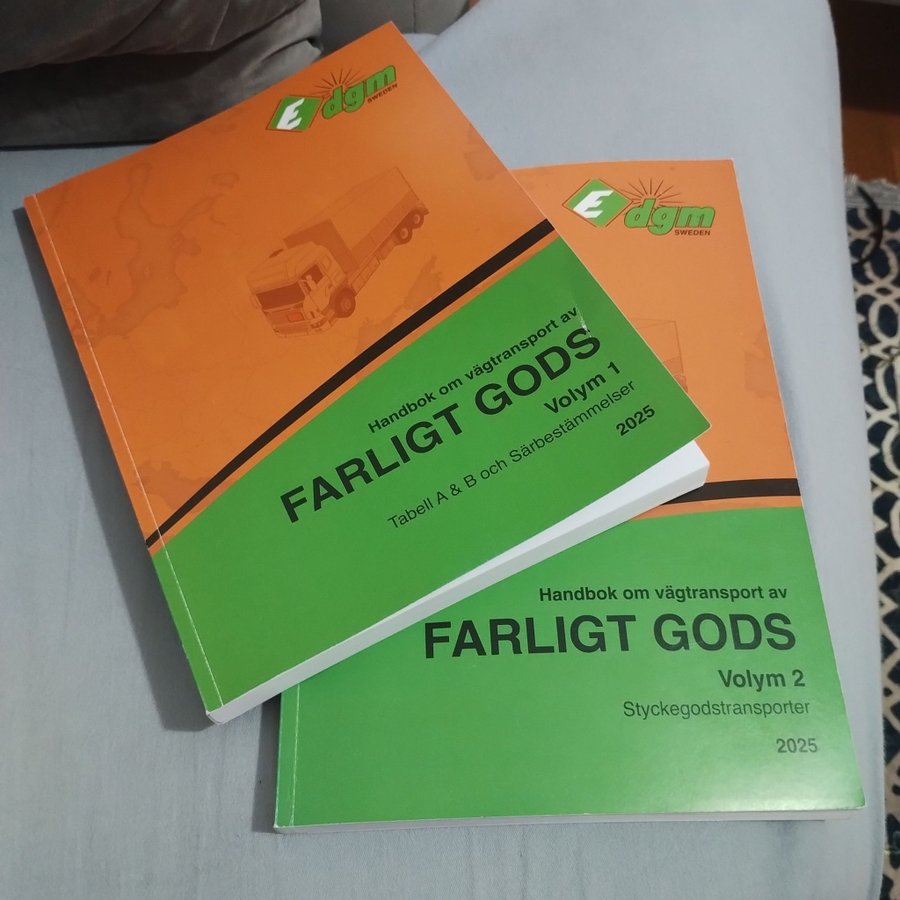 E dgm
SWEDEN
Handbok om vägtransport av
FARLIGT GODS
Volym 1
Tabell A & B och Särbestämmelser
2025
E dgm
SWEDEN
Handbok om vägtransport av
FARLIGT GODS
Volym 2
Styckegodstransporter
2025